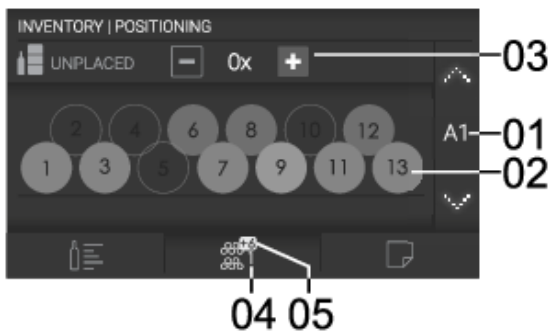 INVENTORY | POSITIONING
UNPLACED − 0x + 03
2 4 6 8 10 12
A1 01
1 3 5 7 9 11 13 02
+6
04 05